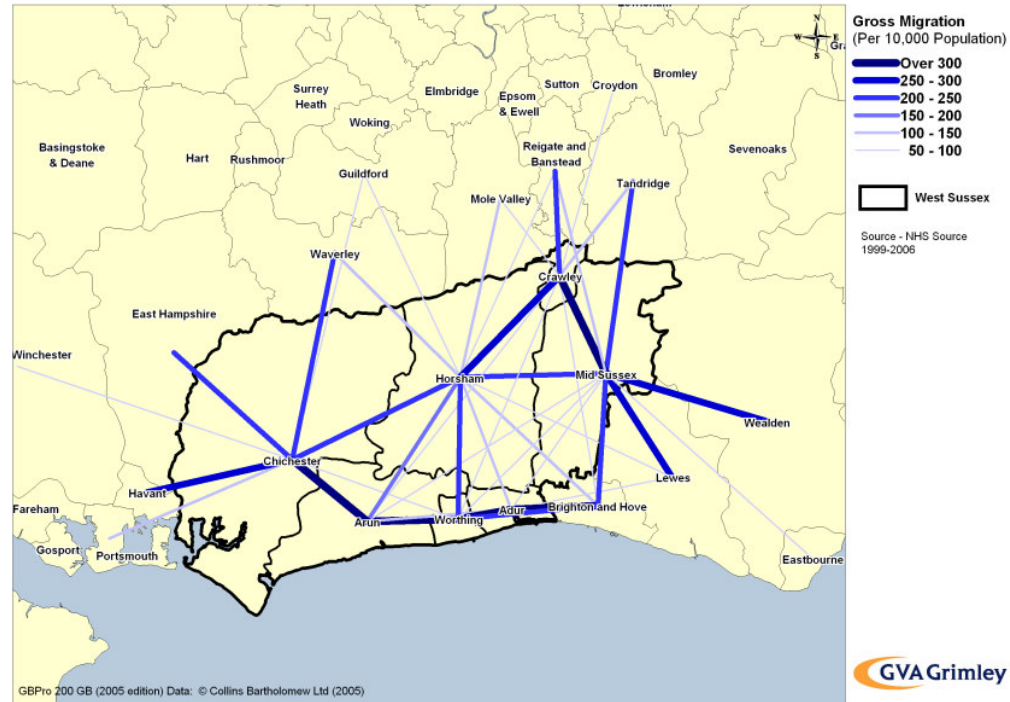 Gross Migration
(Per 10,000 Population)
Over 300
250 - 300
200 - 250
150 - 200
100 - 150
50 - 100
West Sussex
Source - NHS Source
1999-2006
N
W E
S
Bromley
Sutton
Croydon
Elmbridge
Epsom
& Ewell
Surrey
Heath
Woking
Basingstoke
& Deane
Hart
Rushmoor
Reigate and
Banstead
Sevenoaks
Guildford
Tandridge
Mole Valley
Waverley
Crawley
East Hampshire
Winchester
Horsham
Mid Sussex
Wealden
Chichester
Lewes
Havant
Fareham
Arun
Worthing
Adur
Brighton and Hove
Gosport
Portsmouth
Eastbourne
GBPro 200 GB (2005 edition) Data: © Collins Bartholomew Ltd (2005)
GVA Grimley